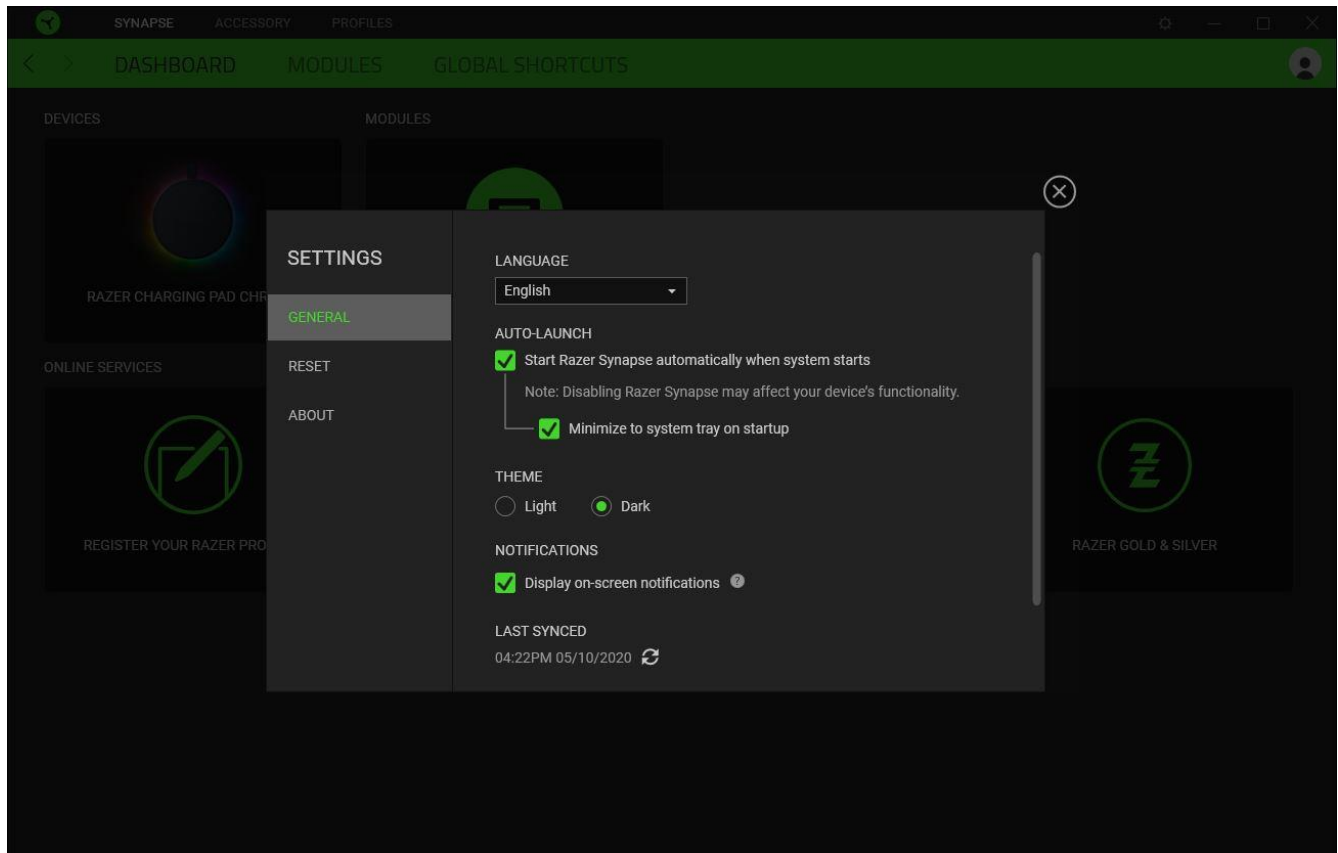 SYNAPSE ACCESSORY PROFILES
DASHBOARD MODULES GLOBAL SHORTCUTS
DEVICES MODULES
RAZER CHARGING PAD CHR
ONLINE SERVICES
REGISTER YOUR RAZER PRO
RAZER GOLD & SILVER
SETTINGS
GENERAL
RESET
ABOUT
LANGUAGE
English
AUTO-LAUNCH
Start Razer Synapse automatically when system starts
Note: Disabling Razer Synapse may affect your device's functionality.
Minimize to system tray on startup
THEME
Light Dark
NOTIFICATIONS
Display on-screen notifications ?
LAST SYNCED
04:22PM 05/10/2020